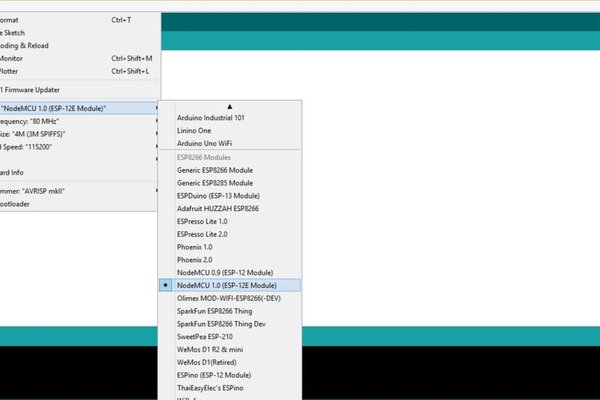 ormat Ctrl+T
e Sketch
coding & Reload
Monitor Ctrl+Shift+M
Plotter Ctrl+Shift+L
1 Firmware Updater
"NodeMCU 1.0 (ESP-12E Module)"
requency: "80 MHz"
ize: "4M (3M SPIFFS)"
d Speed: "115200"
ard Info
mmer: "AVRISP mkII"
ootloader
Arduino Industrial 101
Linino One
Arduino Uno WiFi
ESP8266 Modules
Generic ESP8266 Module
Generic ESP8285 Module
ESPDuino (ESP-13 Module)
Adafruit HUZZAH ESP8266
ESPresso Lite 1.0
ESPresso Lite 2.0
Phoenix 1.0
Phoenix 2.0
NodeMCU 0.9 (ESP-12 Module)
NodeMCU 1.0 (ESP-12E Module)
Olimex MOD-WIFI-ESP8266(-DEV)
SparkFun ESP8266 Thing
SparkFun ESP8266 Thing Dev
SweetPea ESP-210
WeMos D1 R2 & mini
WeMos D1(Retired)
ESPino (ESP-12 Module)
ThaiEasyElec's ESPino